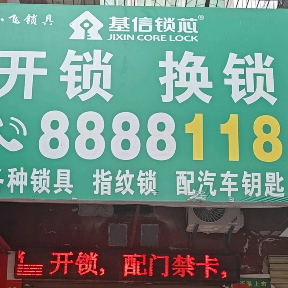 飞锁具
基信锁芯
JIXIN CORE LOCK
开锁 换锁
8888118
各种锁具 指纹锁 配汽车钥匙
开锁，配门禁卡，